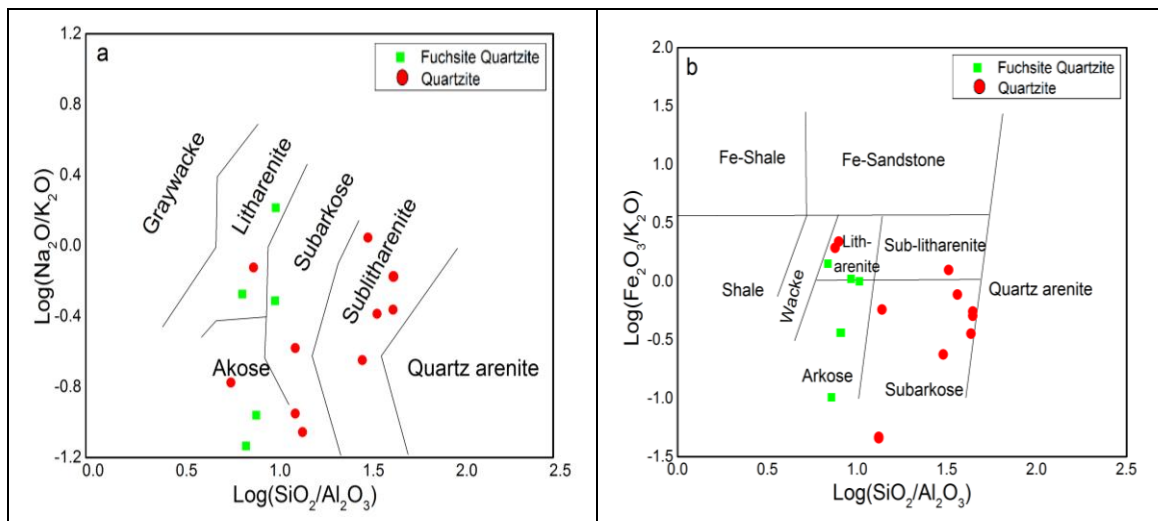 a
Fuchsite Quartzite
Quartzite
1.2
0.8
0.4
0.0
-0.4
-0.8
-1.2
Log(Na₂O/K₂O)
Graywacke
Litharenite
Subarkose
Sublitharenite
Akose
Quartz arenite
0.0
0.5
1.0
1.5
2.0
2.5
Log(SiO₂/Al₂O₃)
b
Fuchsite Quartzite
Quartzite
2.0
1.5
1.0
0.5
0.0
-0.5
-1.0
-1.5
Log(Fe₂O₃/K₂O)
Fe-Shale
Fe-Sandstone
Shale
Wacke
Lith-
arenite
Sub-litharenite
Quartz arenite
Arkose
Subarkose
0.0
0.5
1.0
1.5
2.0
2.5
Log(SiO₂/Al₂O₃)